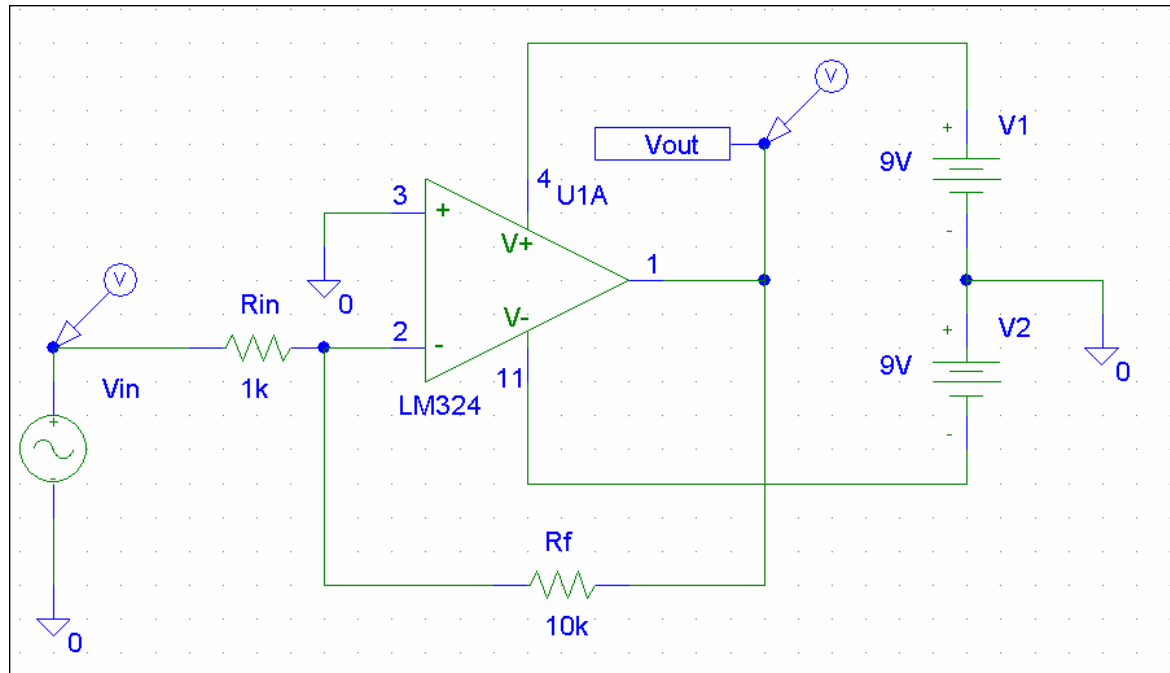 V
V
V1
+
9V
Vout
4
U1A
3
+
V+
-
V
0
1
Rin
V-
2
-
+
V2
9V
0
1k
11
Vin
LM324
+
-
-
Rf
10k
0